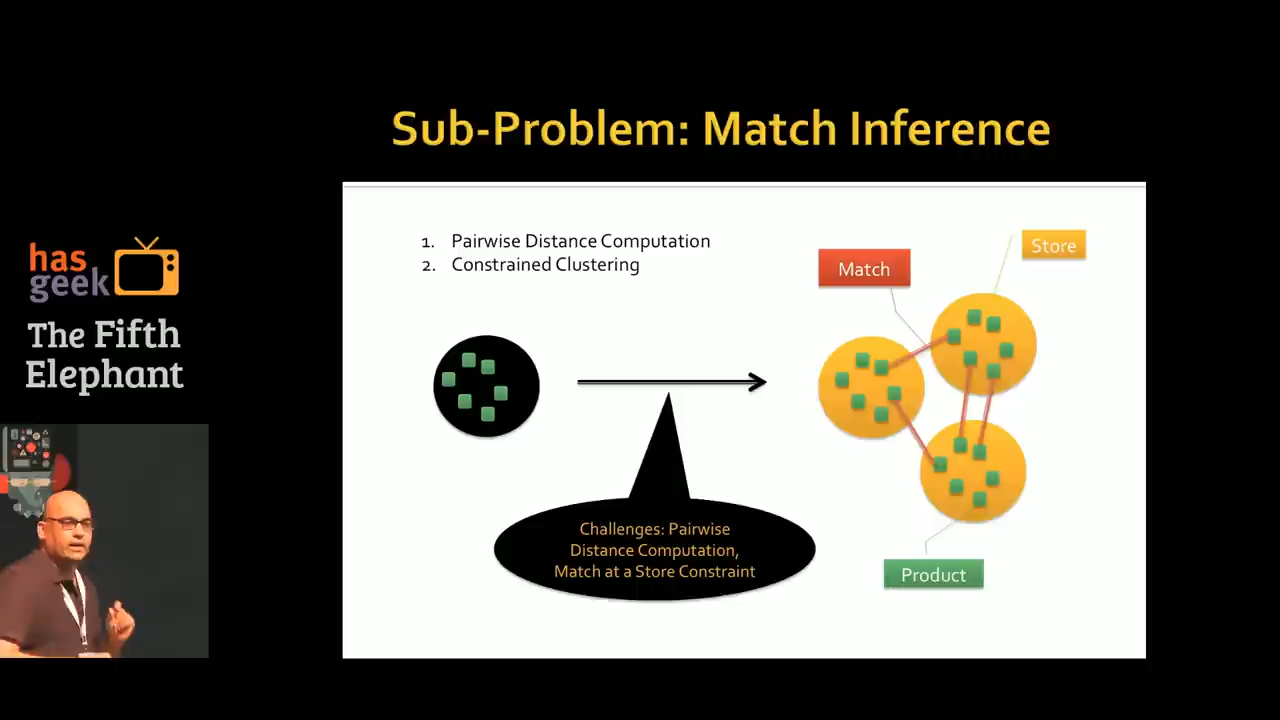 Sub-Problem: Match Inference
has
geek
The Fifth
Elephant
1. Pairwise Distance Computation
2. Constrained Clustering
Match
Store
Challenges: Pairwise
Distance Computation,
Match at a Store Constraint
Product